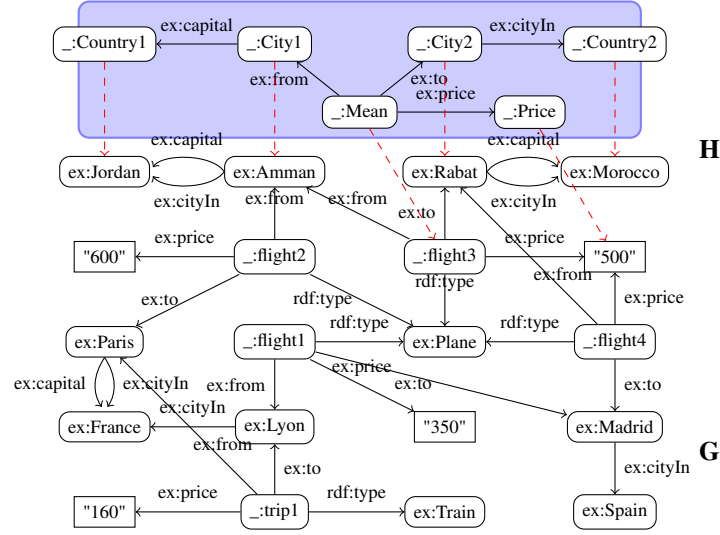 ex:capital
ex:cityIn
_:Country1
_:City1
_:City2
_:Country2
ex:from
ex:to
ex:price
_:Mean
_:Price
H
ex:capital
ex:capital
ex:Jordan
ex:Amman
ex:Rabat
ex:Morocco
ex:cityIn
ex:from
ex:from
ex:to
ex:cityIn
ex:price
ex:price
"600"
_:flight2
_:flight3
"500"
ex:from
rdf:type
ex:to
rdf:type
ex:price
ex:Paris
_:flight1
rdf:type
ex:Plane
rdf:type
_:flight4
ex:capital
ex:cityIn
ex:from
ex:price
ex:to
ex:to
ex:France
ex:cityIn
ex:Lyon
"350"
ex:Madrid
ex:from
G
ex:to
ex:cityIn
ex:price
rdf:type
"160"
_:trip1
ex:Train
ex:Spain